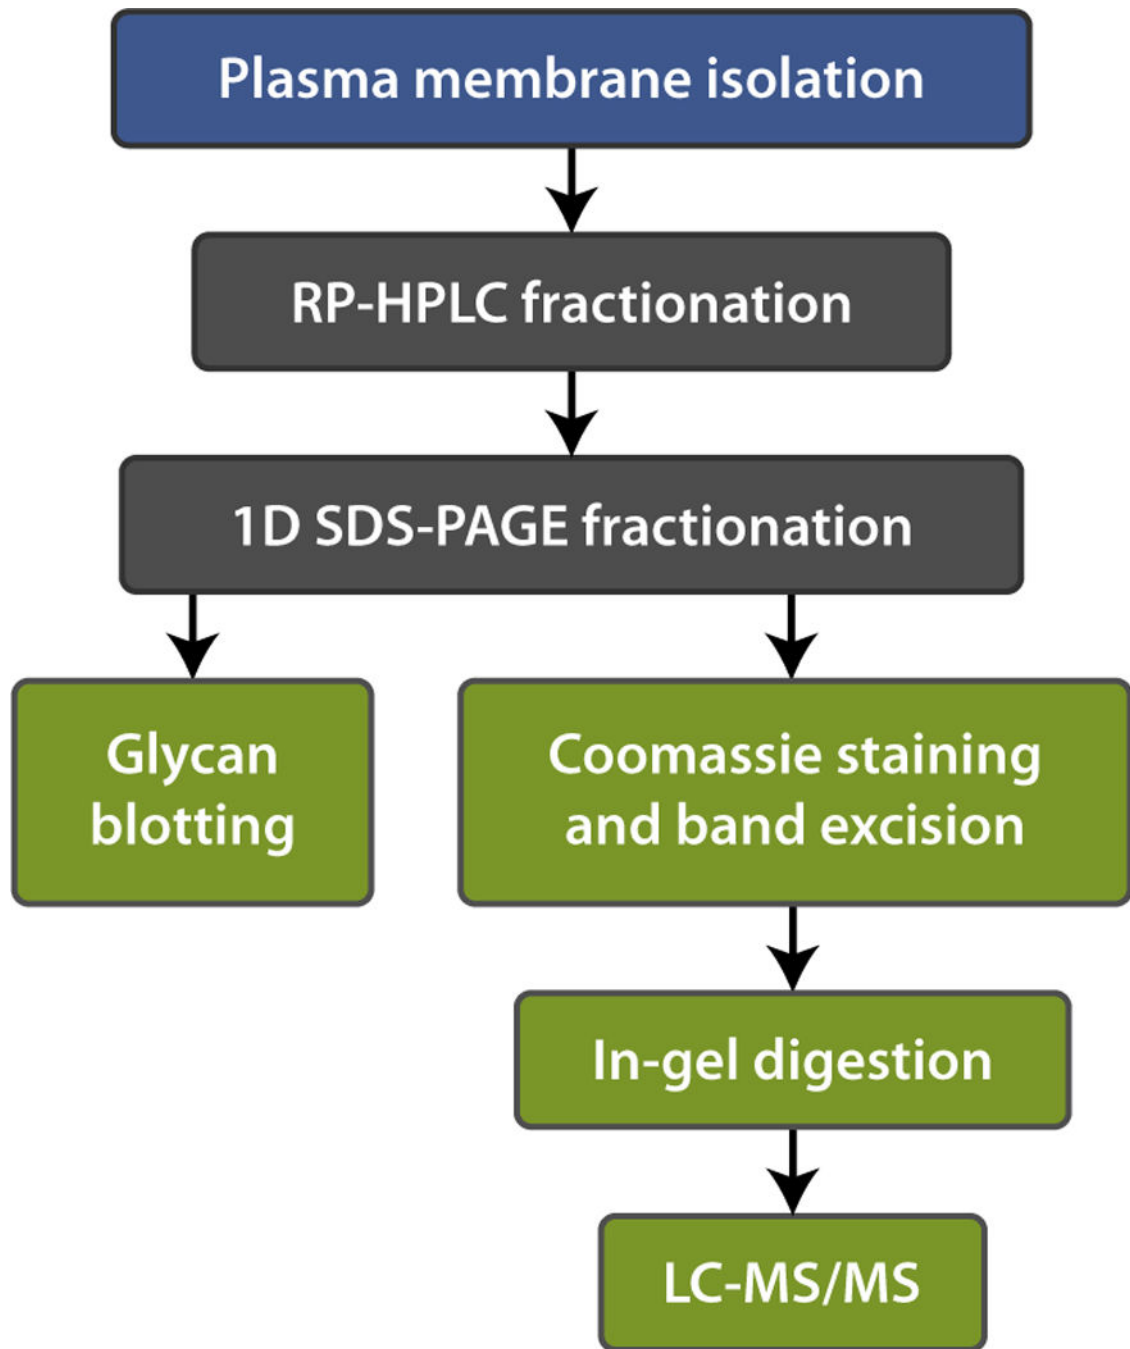 Plasma membrane isolation
RP-HPLC fractionation
1D SDS-PAGE fractionation
Glycan
blotting
Coomassie staining
and band excision
In-gel digestion
LC-MS/MS